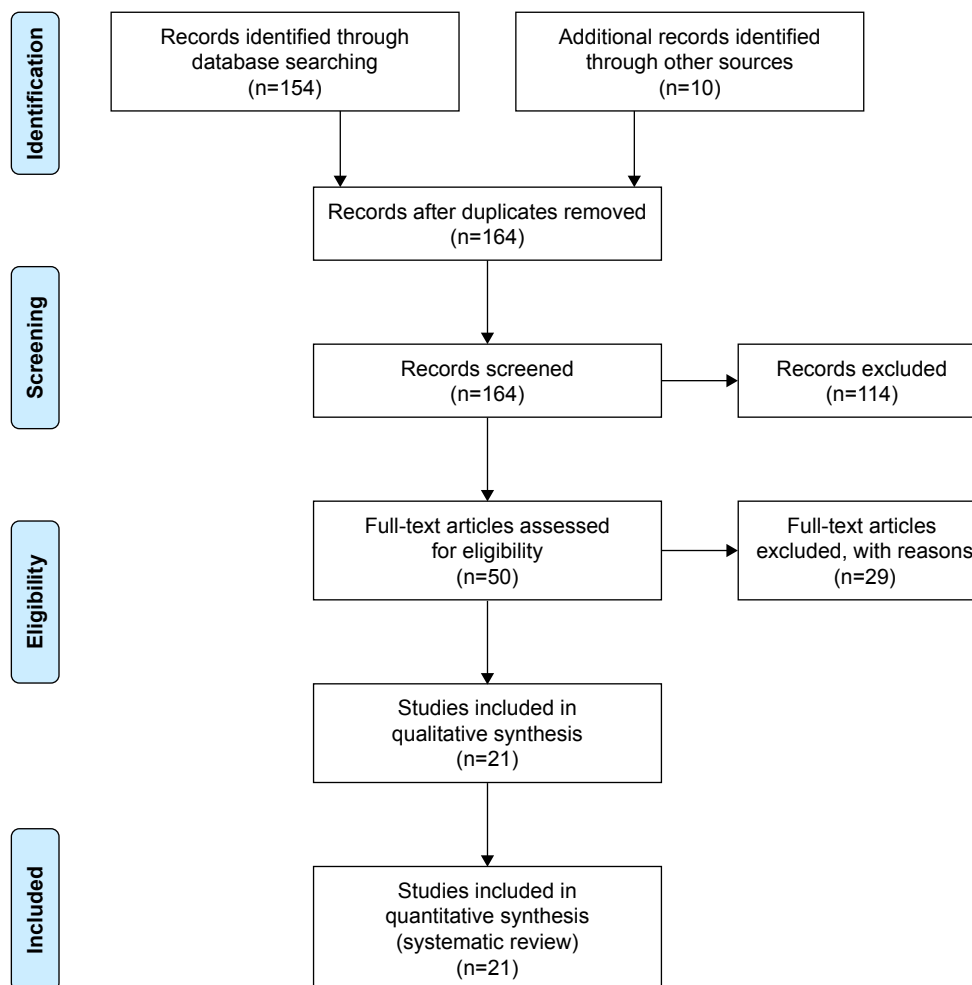 Identification
Records identified through
database searching
(n=154)
Additional records identified
through other sources
(n=10)
Records after duplicates removed
(n=164)
Screening
Records screened
(n=164)
Records excluded
(n=114)
Eligibility
Full-text articles assessed
for eligibility
(n=50)
Full-text articles
excluded, with reasons
(n=29)
Studies included in
qualitative synthesis
(n=21)
Included
Studies included in
quantitative synthesis
(systematic review)
(n=21)